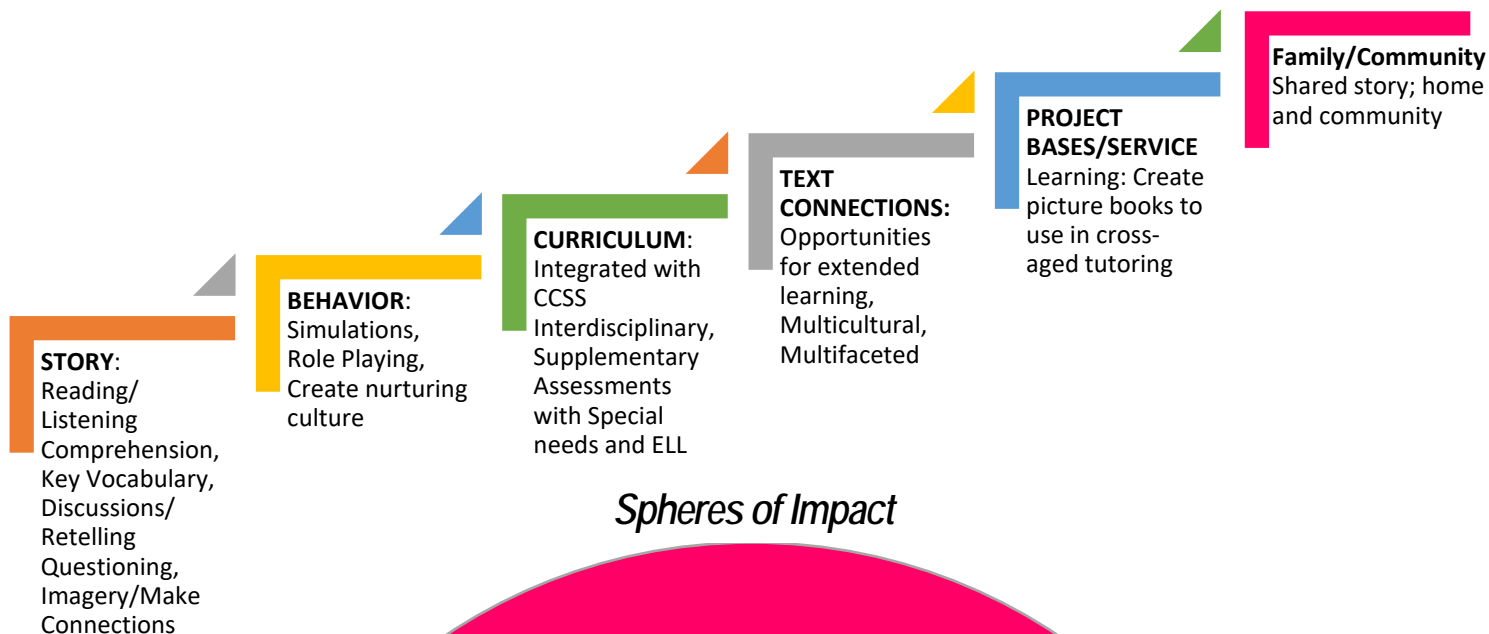 STORY:
Reading/
Listening
Comprehension,
Key Vocabulary,
Discussions/
Retelling
Questioning,
Imagery/Make
Connections
BEHAVIOR:
Simulations,
Role Playing,
Create nurturing
culture
CURRICULUM:
Integrated with
CCSS
Interdisciplinary,
Supplementary
Assessments
with Special
needs and ELL
TEXT
CONNECTIONS:
Opportunities
for extended
learning,
Multicultural,
Multifaceted
PROJECT
BASES/SERVICE
Learning: Create
picture books to
use in cross-
aged tutoring
Family/Community
Shared story; home
and community
Spheres of Impact